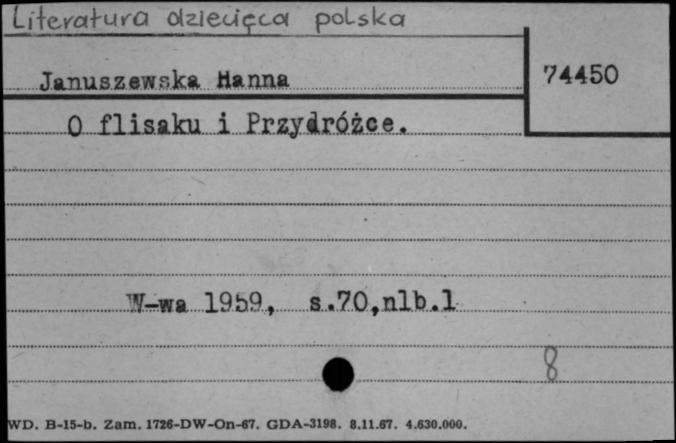 Literatura dziecięca polska
Januszewska Hanna
74450
O flisaku i Przydróżce.
W-wa 1959, s.70,nlb.1
8
WD. B-15-b. Zam. 1726-DW-On-67. GDA-3198. 8.11.67. 4.630.000.